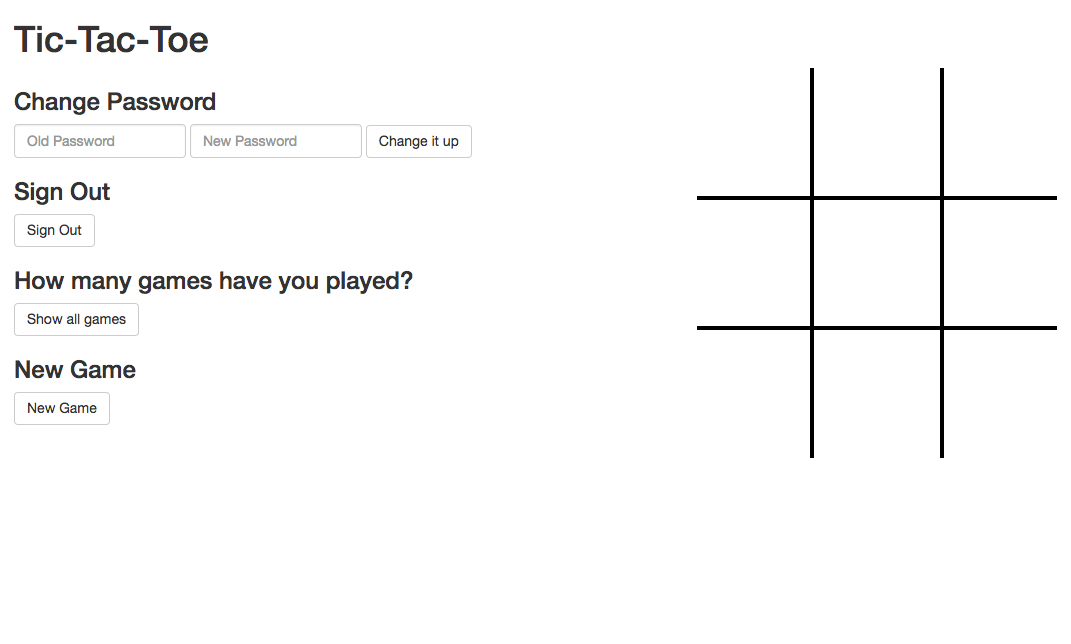 Tic-Tac-Toe
Change Password
Old Password New Password Change it up
Sign Out
Sign Out
How many games have you played?
Show all games
New Game
New Game